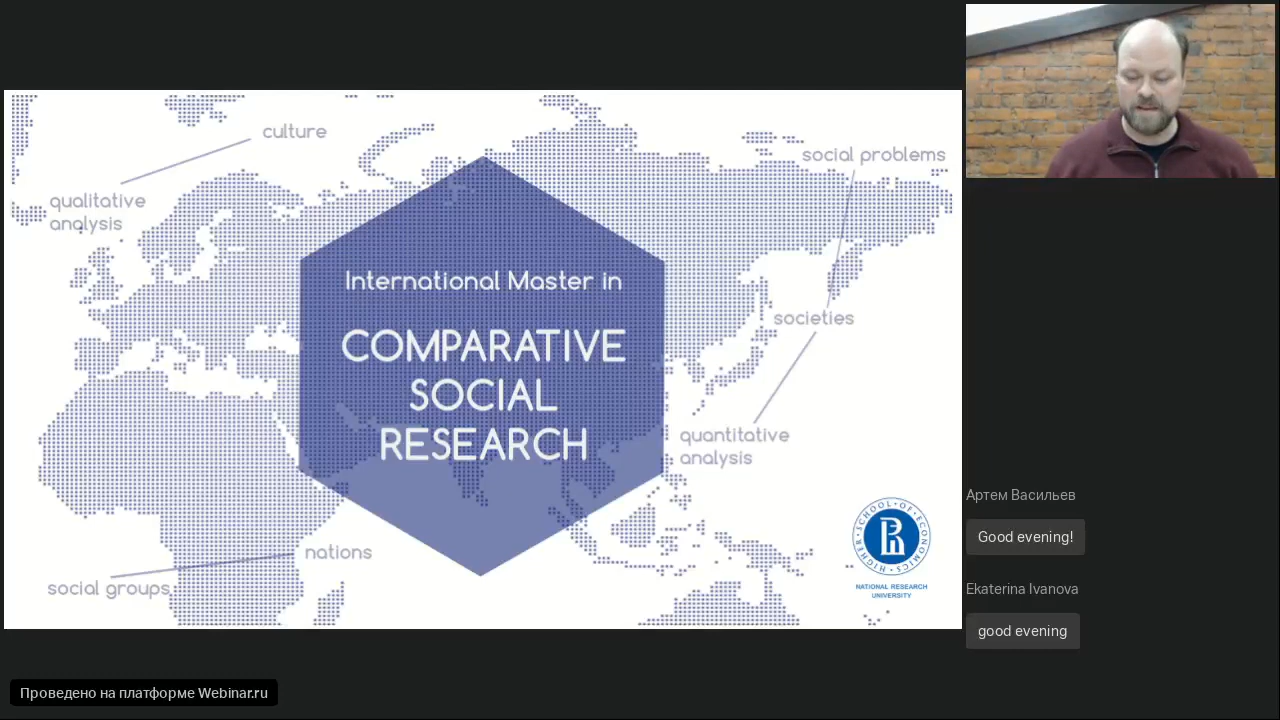 culture
qualitative
analysis
social problems
International Master in
COMPARATIVE
SOCIAL
RESEARCH
societies
quantitative
analysis
nations
social groups
HIGHER SCHOOL OF ECONOMICS
NATIONAL RESEARCH
UNIVERSITY
Артем Васильев
Good evening!
Ekaterina Ivanova
good evening
Проведено на платформе Webinar.ru